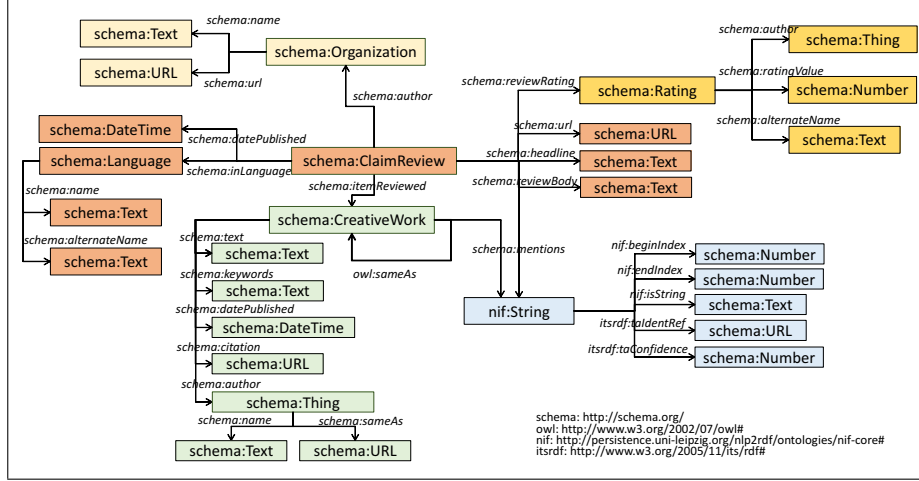 schema:name
schema:Text
schema:Organization
schema:URL
schema:url
schema:author
schema:author
schema:Thing
schema:reviewRating
schema:ratingValue
schema:Rating
schema:Number
schema:alternateName
schema:Text
schema:DateTime
schema:datePublished
schema:url
schema:URL
schema:Language
schema:inLanguage
schema:ClaimReview
schema:headline
schema:Text
schema:itemReviewed
schema:reviewBody
schema:Text
schema:name
schema:Text
schema:alternateName
schema:Text
schema:CreativeWork
owl:sameAs
schema:mentions
schema:text
schema:Text
schema:keywords
schema:Text
schema:datePublished
schema:DateTime
schema:citation
schema:URL
schema:author
schema:Thing
schema:name
schema:sameAs
schema:Text
schema:URL
nif:String
nif:beginIndex
schema:Number
nif:endIndex
schema:Number
nif:isString
schema:Text
itsrdf:taIdentRef
schema:URL
itsrdf:taConfidence
schema:Number
schema: http://schema.org/
owl: http://www.w3.org/2002/07/owl#
nif: http://persistence.uni-leipzig.org/nlp2rdf/ontologies/nif-core#
itsrdf: http://www.w3.org/2005/11/its/rdf#